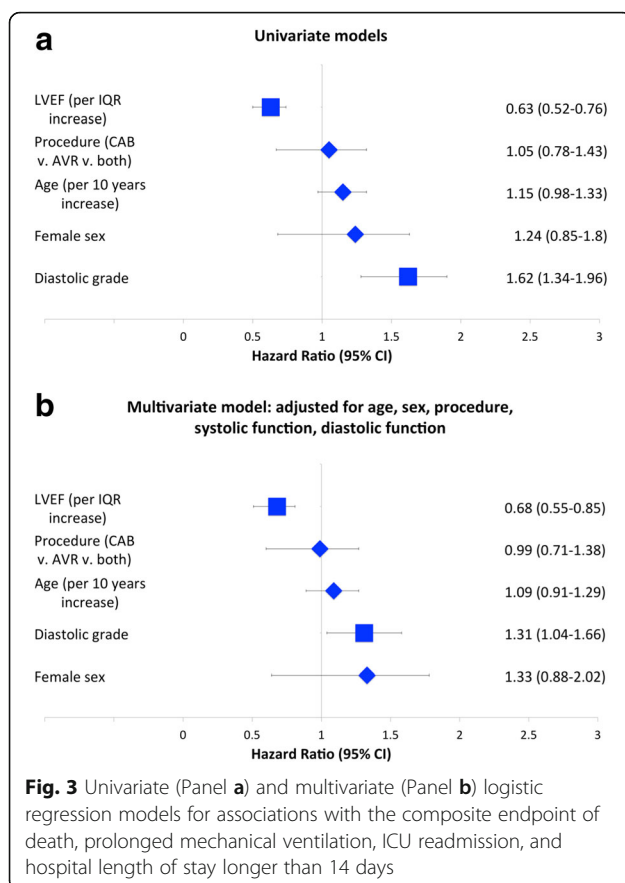 a
Univariate models
LVEF (per IQR
increase)
0.63 (0.52-0.76)
Procedure (CAB
v. AVR v. both)
1.05 (0.78-1.43)
Age (per 10 years
increase)
1.15 (0.98-1.33)
Female sex
1.24 (0.85-1.8)
Diastolic grade
1.62 (1.34-1.96)
0 0.5 1 1.5 2 2.5 3
Hazard Ratio (95% CI)
b
Multivariate model: adjusted for age, sex, procedure,
systolic function, diastolic function
LVEF (per IQR
increase)
0.68 (0.55-0.85)
Procedure (CAB
v. AVR v. both)
0.99 (0.71-1.38)
Age (per 10 years
increase)
1.09 (0.91-1.29)
Diastolic grade
1.31 (1.04-1.66)
Female sex
1.33 (0.88-2.02)
0 0.5 1 1.5 2 2.5 3
Hazard Ratio (95% CI)
Fig. 3 Univariate (Panel a) and multivariate (Panel b) logistic
regression models for associations with the composite endpoint of
death, prolonged mechanical ventilation, ICU readmission, and
hospital length of stay longer than 14 days